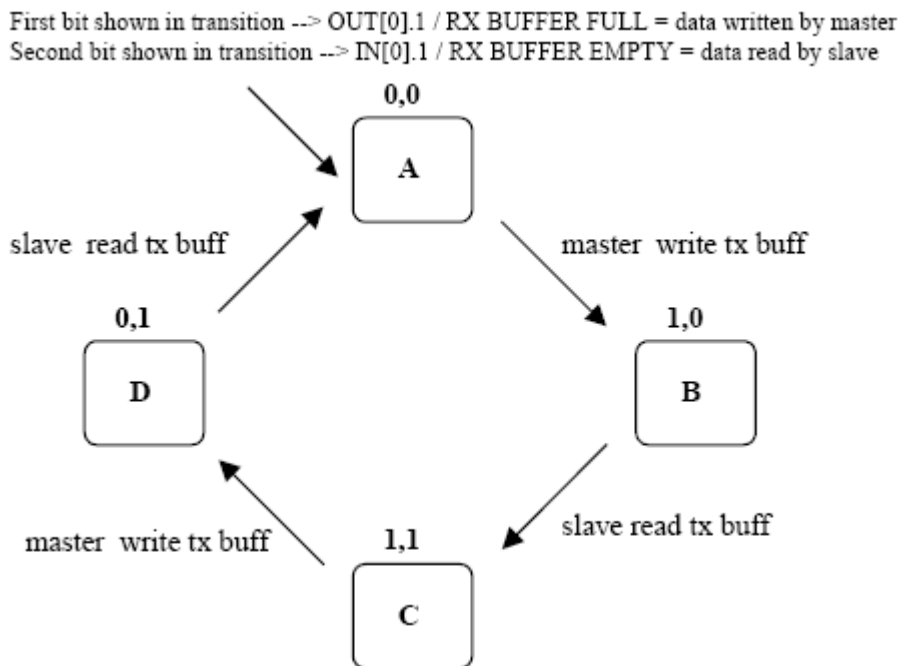 First bit shown in transition --> OUT[0].1 / RX BUFFER FULL = data written by master
Second bit shown in transition --> IN[0].1 / RX BUFFER EMPTY = data read by slave
0,0
A
slave read tx buff
master write tx buff
0,1
1,0
D
B
master write tx buff
1,1
slave read tx buff
C